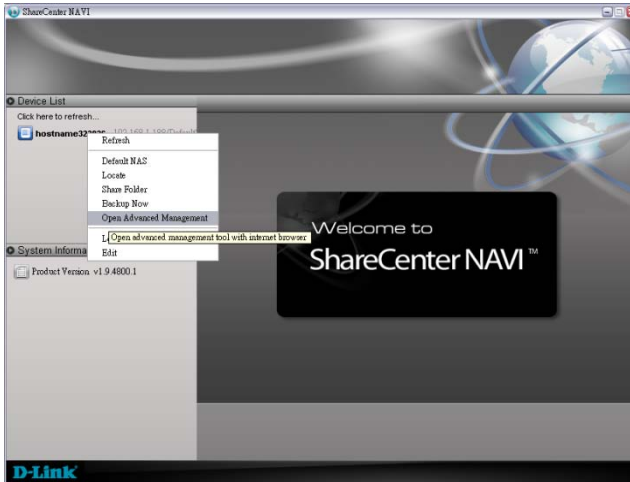 ShareCenter NAVI
Device List
Click here to refresh...
Refresh
Default NAS
Locate
Share Folder
Backup Now
Open Advanced Management
Open advanced management tool with internet browser
Edit
System Informa
Product Version v1.9.4800.1
Welcome to
ShareCenter NAVI™
D-Link